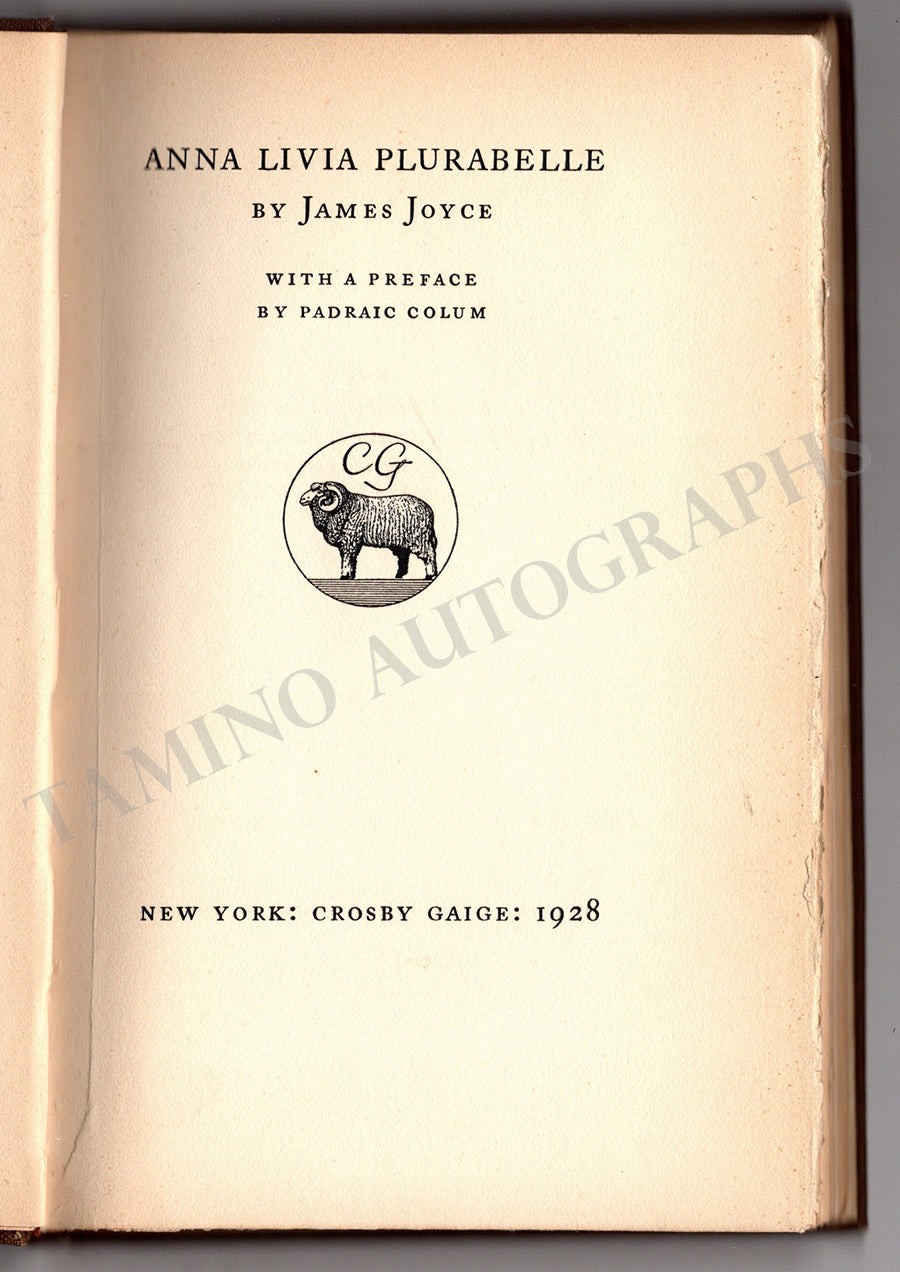 ANNA LIVIA PLURABELLE
BY JAMES JOYCE
WITH A PREFACE
BY PADRAIC COLUM
CG
TAMINO AUTOGRAPHS
NEW YORK: CROSBY GAIGE: 1928